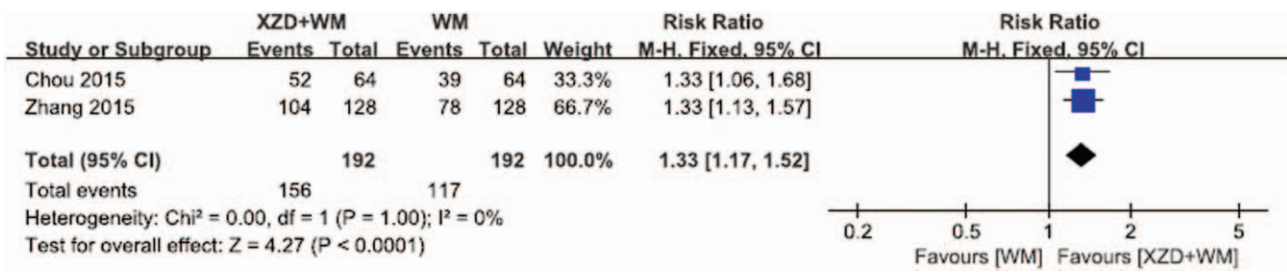 XZD+WM WM Risk Ratio Risk Ratio
Study or Subgroup Events Total Events Total Weight M-H, Fixed, 95% CI M-H, Fixed, 95% CI
Chou 2015 52 64 39 64 33.3% 1.33 [1.06, 1.68]
Zhang 2015 104 128 78 128 66.7% 1.33 [1.13, 1.57]
Total (95% CI) 192 192 100.0% 1.33 [1.17, 1.52]
Total events 156 117
Heterogeneity: Chi² = 0.00, df = 1 (P = 1.00); I² = 0%
Test for overall effect: Z = 4.27 (P < 0.0001)
0.2 0.5 1 2 5
Favours [WM] Favours [XZD+WM]